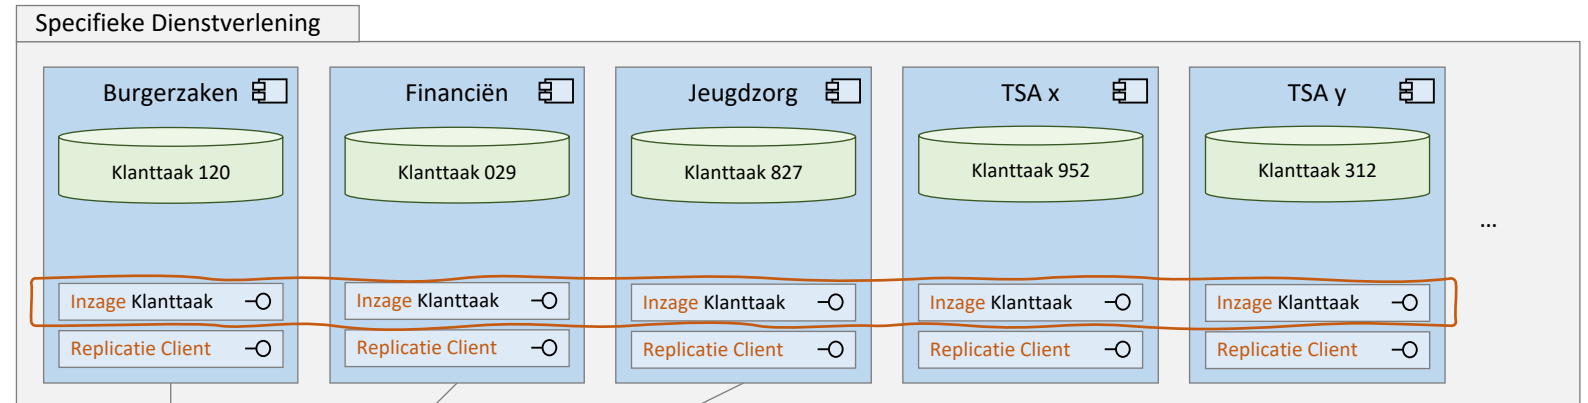 Specifieke Dienstverlening
Burgerzaken
Financiën
Jeugdzorg
TSA x
TSA y
Klanttaak 120
Klanttaak 029
Klanttaak 827
Klanttaak 952
Klanttaak 312
...
Inzage Klanttaak
Inzage Klanttaak
Inzage Klanttaak
Inzage Klanttaak
Inzage Klanttaak
Replicatie Client
Replicatie Client
Replicatie Client
Replicatie Client
Replicatie Client